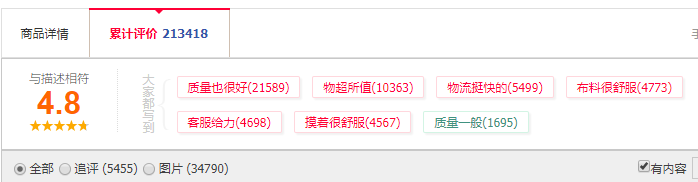 商品详情 累计评价 213418
与描述相符
4.8
大家都写到
质量也很好(21589) 物超所值(10363) 物流挺快的(5499) 布料很舒服(4773)
客服给力(4698) 摸着很舒服(4567) 质量一般(1695)
全部 追评 (5455) 图片 (34790) 有内容